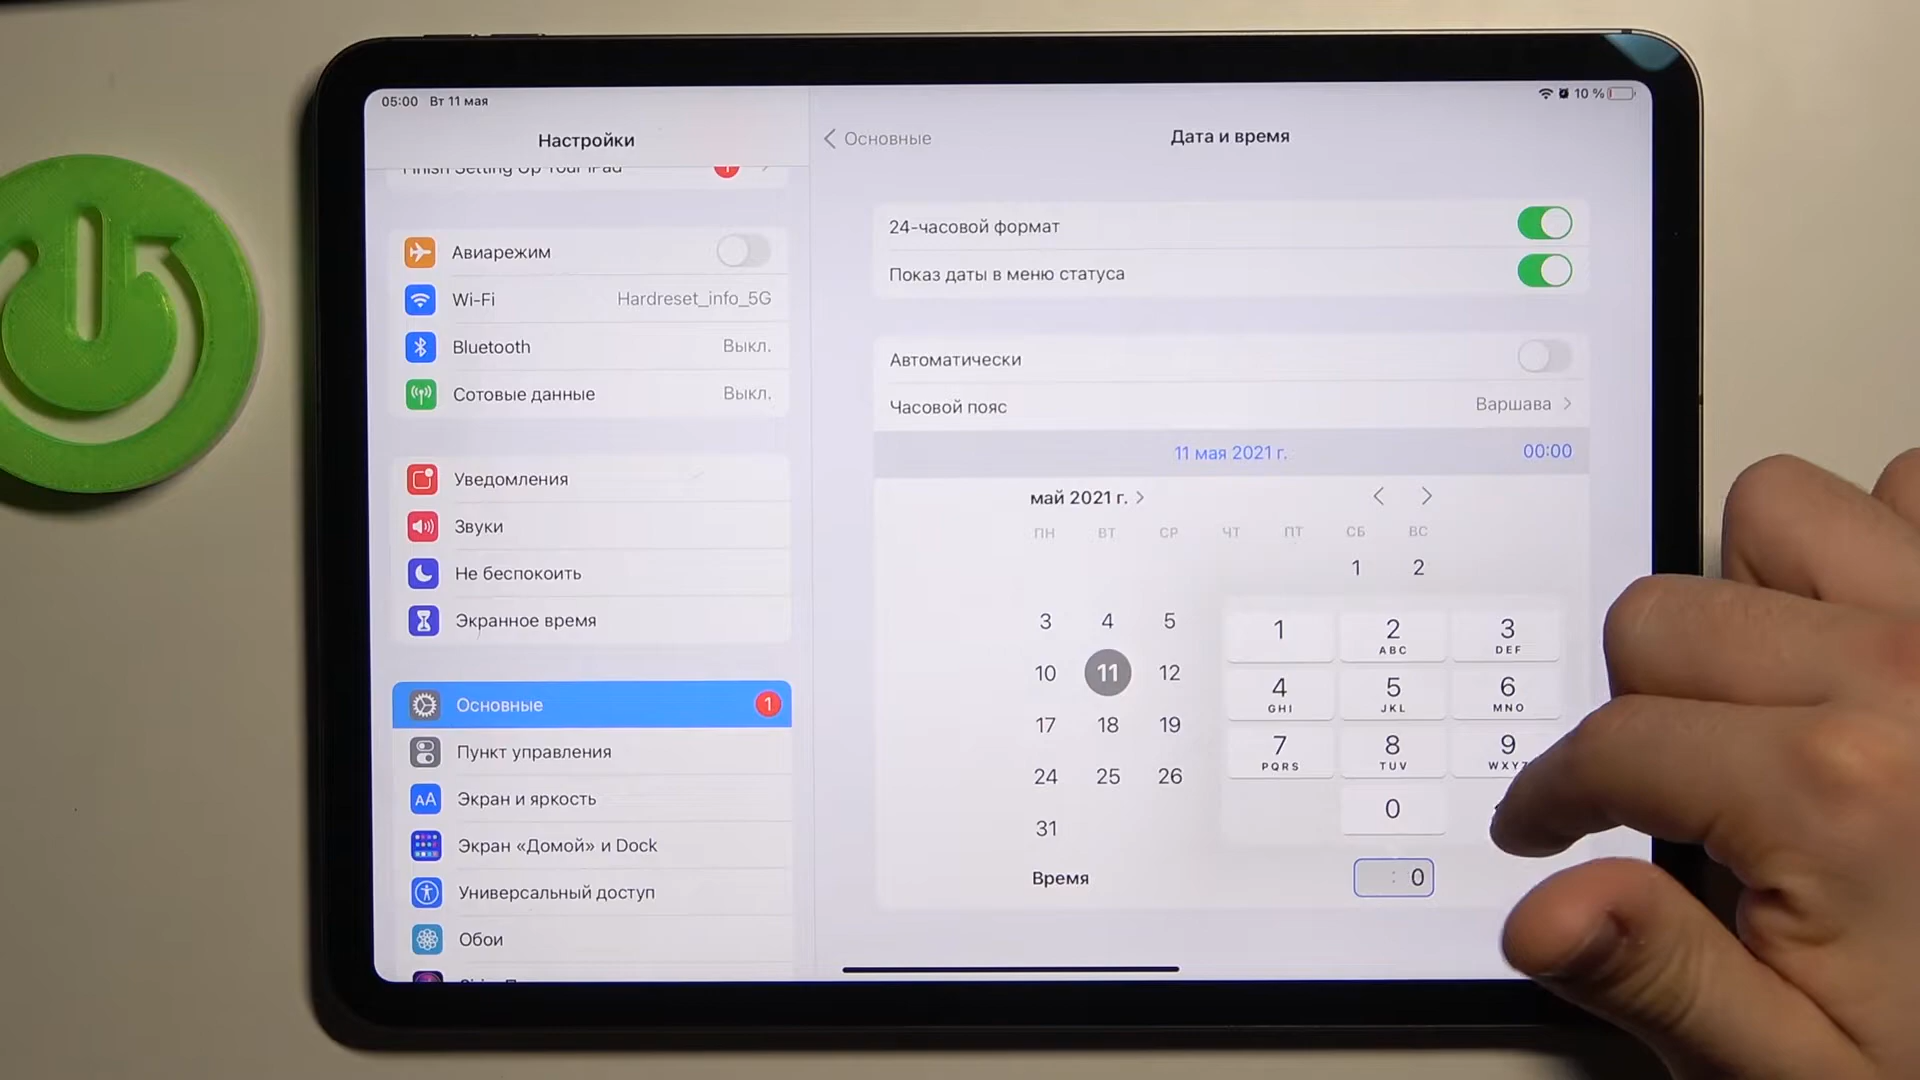 05:00 Вт 11 мая
10 %
Настройки
Finish Setting Up Your iPad
1
Авиарежим
Wi-Fi
Hardreset_info_5G
Bluetooth
Выкл.
Сотовые данные
Выкл.
Уведомления
Звуки
Не беспокоить
Экранное время
Основные
1
Пункт управления
AA
Экран и яркость
Экран «Домой» и Dock
Универсальный доступ
Обои
Основные
Дата и время
24-часовой формат
Показ даты в меню статуса
Автоматически
Часовой пояс
Варшава
11 мая 2021 г.
00:00
май 2021 г.
ПН ВТ СР ЧТ ПТ СБ ВС
1 2
3 4 5
10 11 12
17 18 19
24 25 26
31
1 2 3
ABC DEF
4 5 6
GHI JKL MNO
7 8 9
PQRS TUV WXYZ
0
Время
: 0